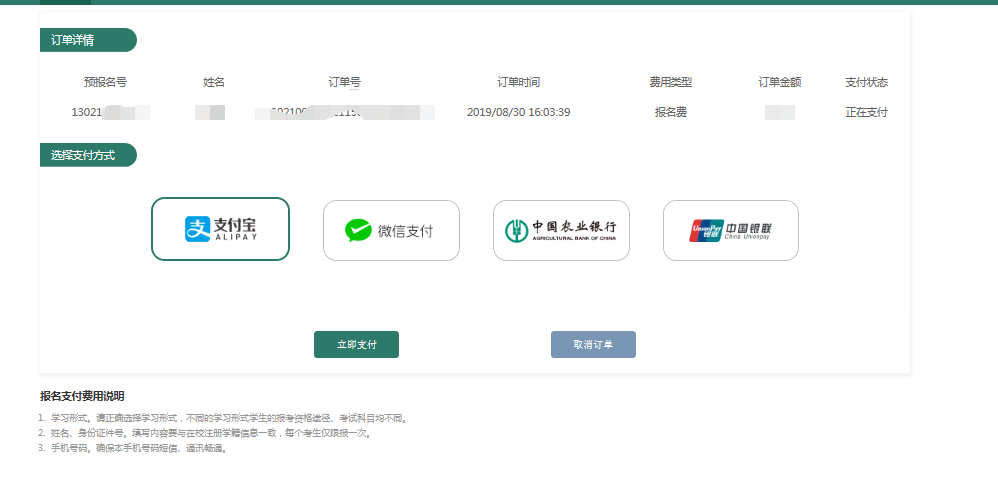 订单详情
预报名号 姓名 订单号 订单时间 费用类型 订单金额 支付状态
13021 2019/08/30 16:03:39 报名费 正在支付
选择支付方式
支付宝 ALIPAY 微信支付 中国农业银行 AGRICULTURAL BANK OF CHINA UnionPay 银联 中国银联 China Unionpay
立即支付 取消订单
报名支付费用说明
1. 学习形式。请正确选择学习形式，不同的学习形式学生的报考资格途径、考试科目均不同。
2. 姓名、身份证件号。填写内容要与在校注册学籍信息一致，每个考生仅限报一次。
3. 手机号码。确保本手机号码短信、通讯畅通。